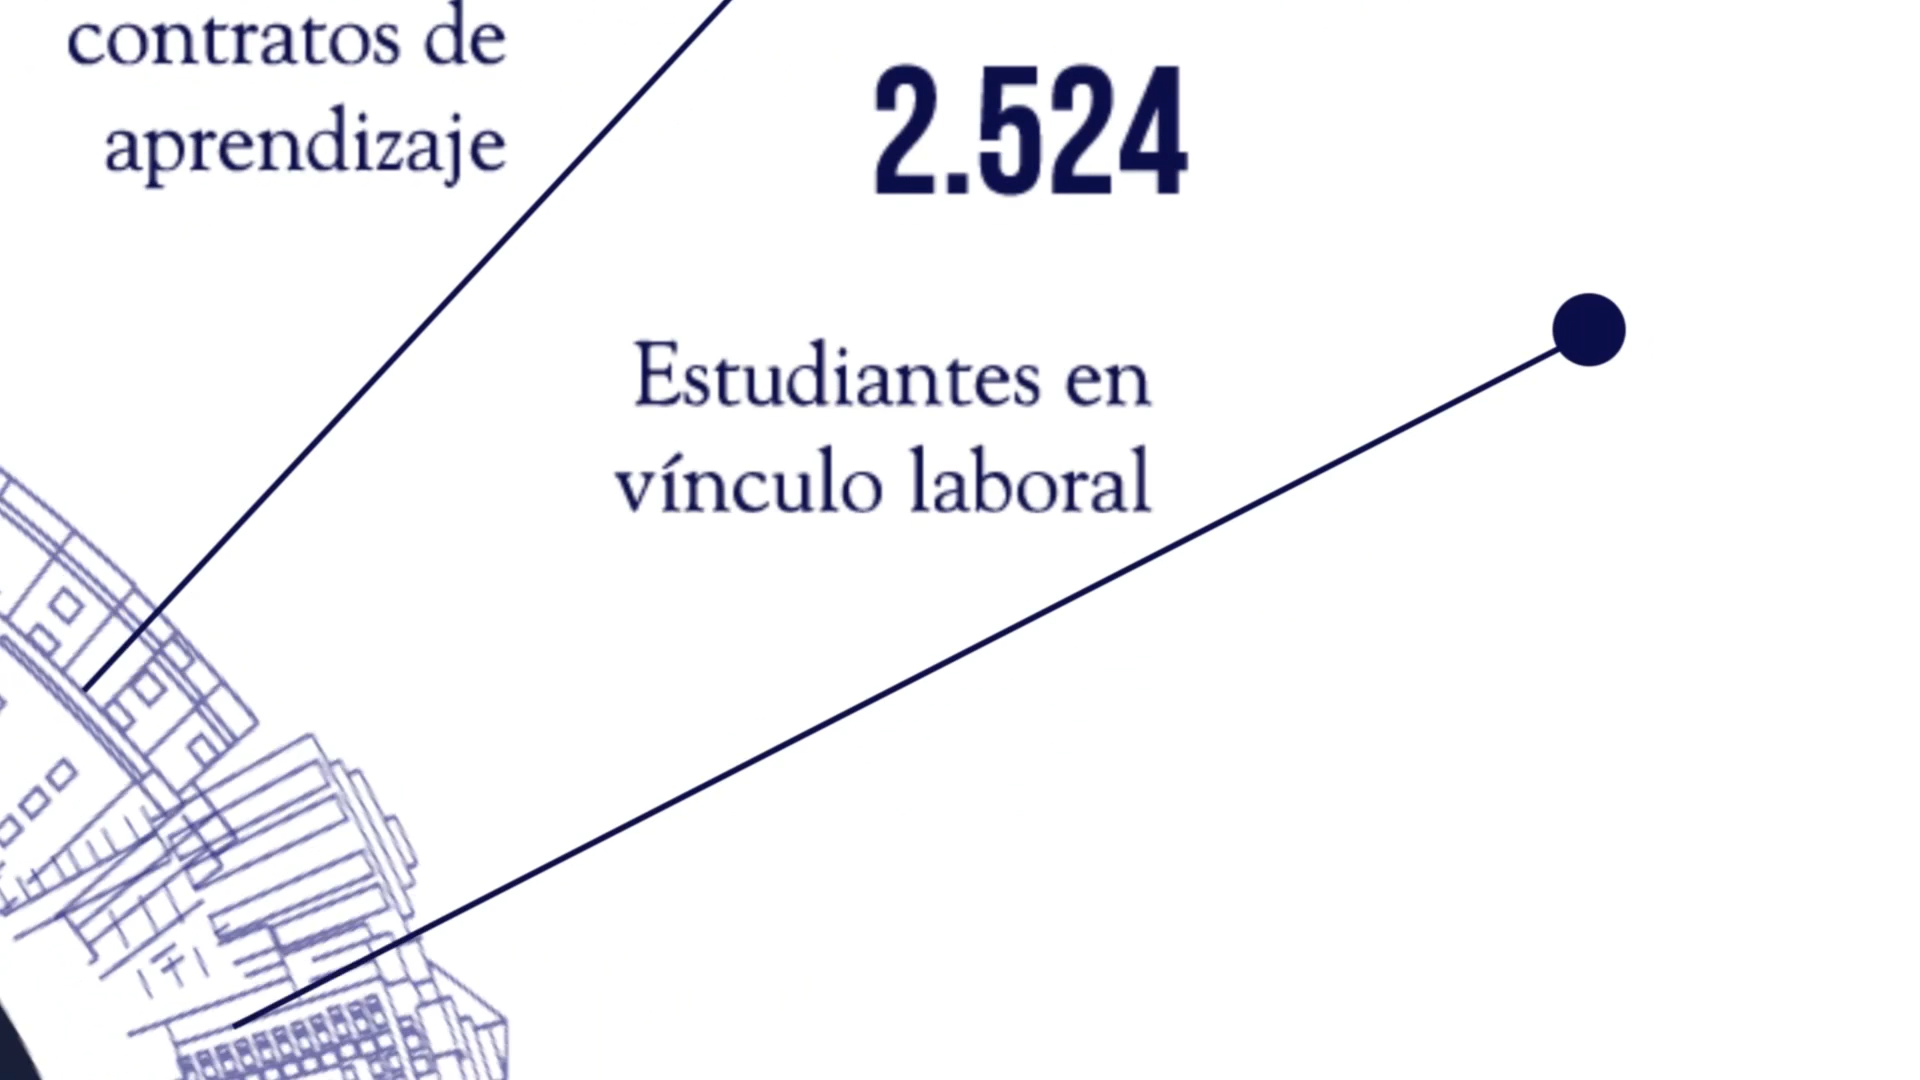 contratos de
aprendizaje
2.524
Estudiantes en
vínculo laboral